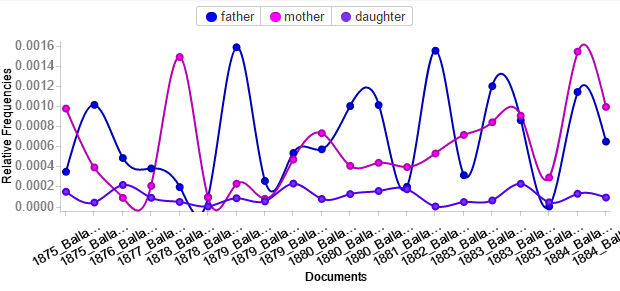 father
mother
daughter
0.0016
0.0014
0.0012
0.0010
0.0008
0.0006
0.0004
0.0002
0.0000
Relative Frequencies
1875_Balla…
1875_Balla…
1876_Balla…
1877_Balla…
1878_Balla…
1878_Balla…
1879_Balla…
1879_Balla…
1879_Balla…
1880_Balla…
1880_Balla…
1880_Balla…
1881_Balla…
1882_Balla…
1883_Balla…
1883_Balla…
1883_Balla…
1883_Balla…
1884_Balla…
1884_Balla
Documents